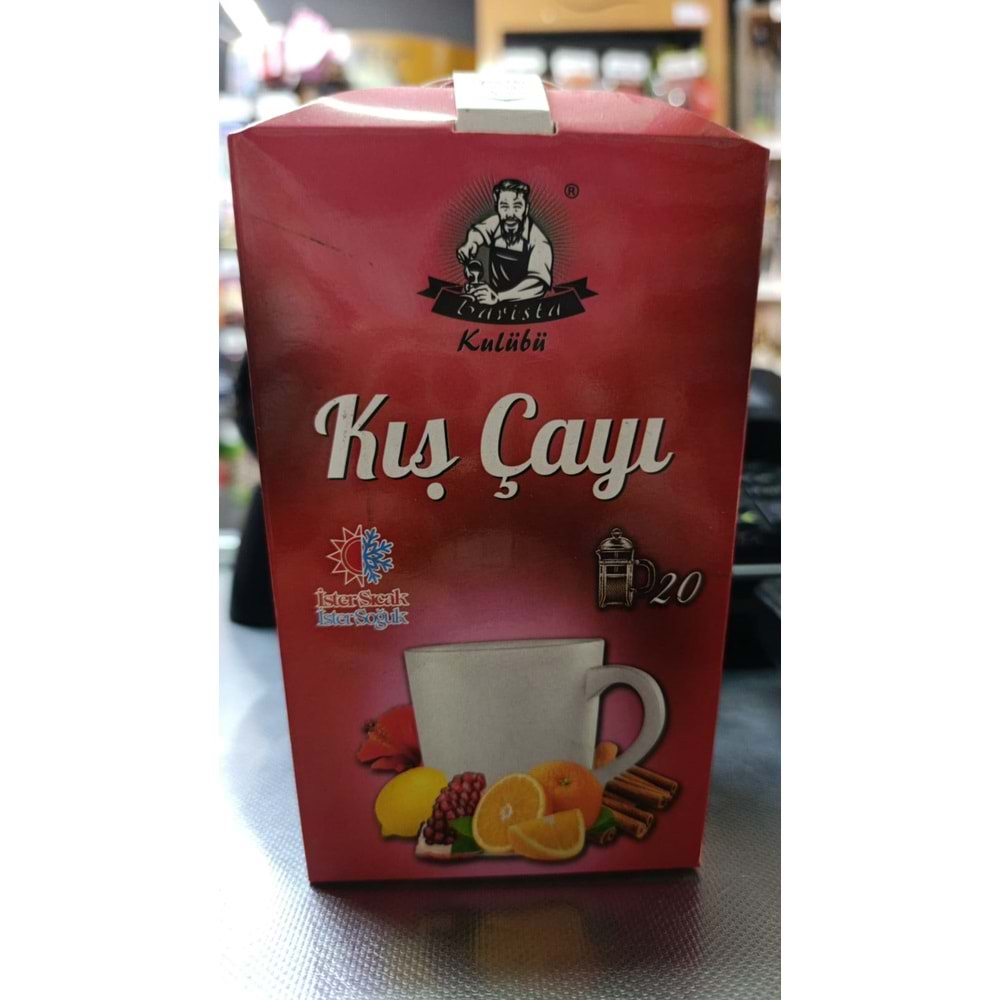 ®
Barista
Kulübü
Kış Çayı
İster Sıcak
İster Soğuk
20